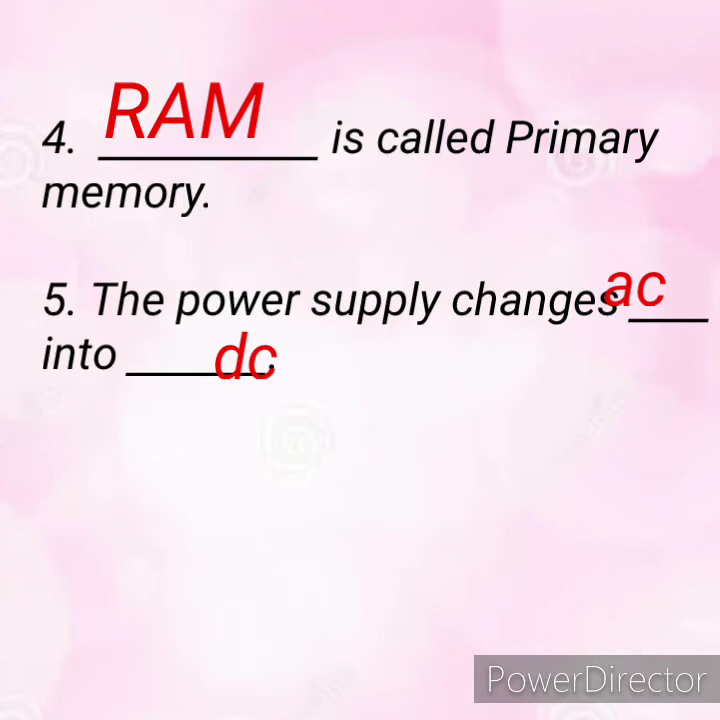 4. RAM is called Primary
memory.
5. The power supply changes ac
into dc.
PowerDirector